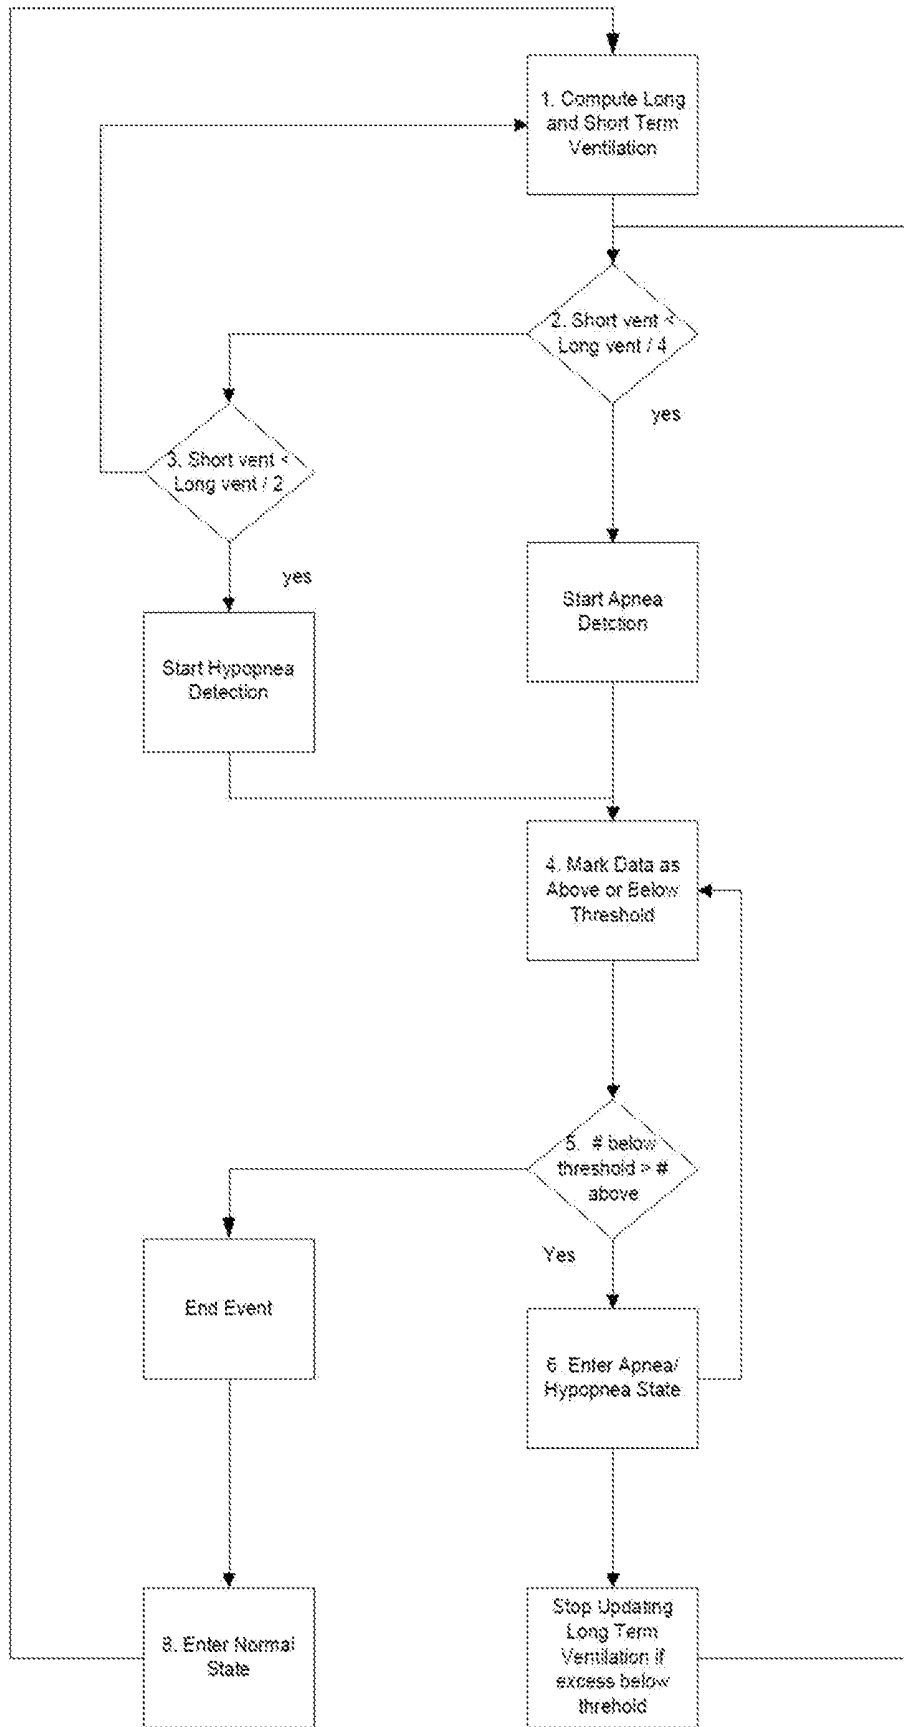 1. Compute Long
and Short Term
Ventilation
2. Short vent <
Long vent / 4
yes
3. Short vent <
Long vent / 2
yes
Start Apnea
Detction
Start Hypopnea
Detection
4. Mark Data as
Above or Below
Threshold
5. # below
threshold > #
above
Yes
End Event
6. Enter Apnea/
Hypopnea State
8. Enter Normal
State
Stop Updating
Long Term
Ventilation if
excess below
threhold